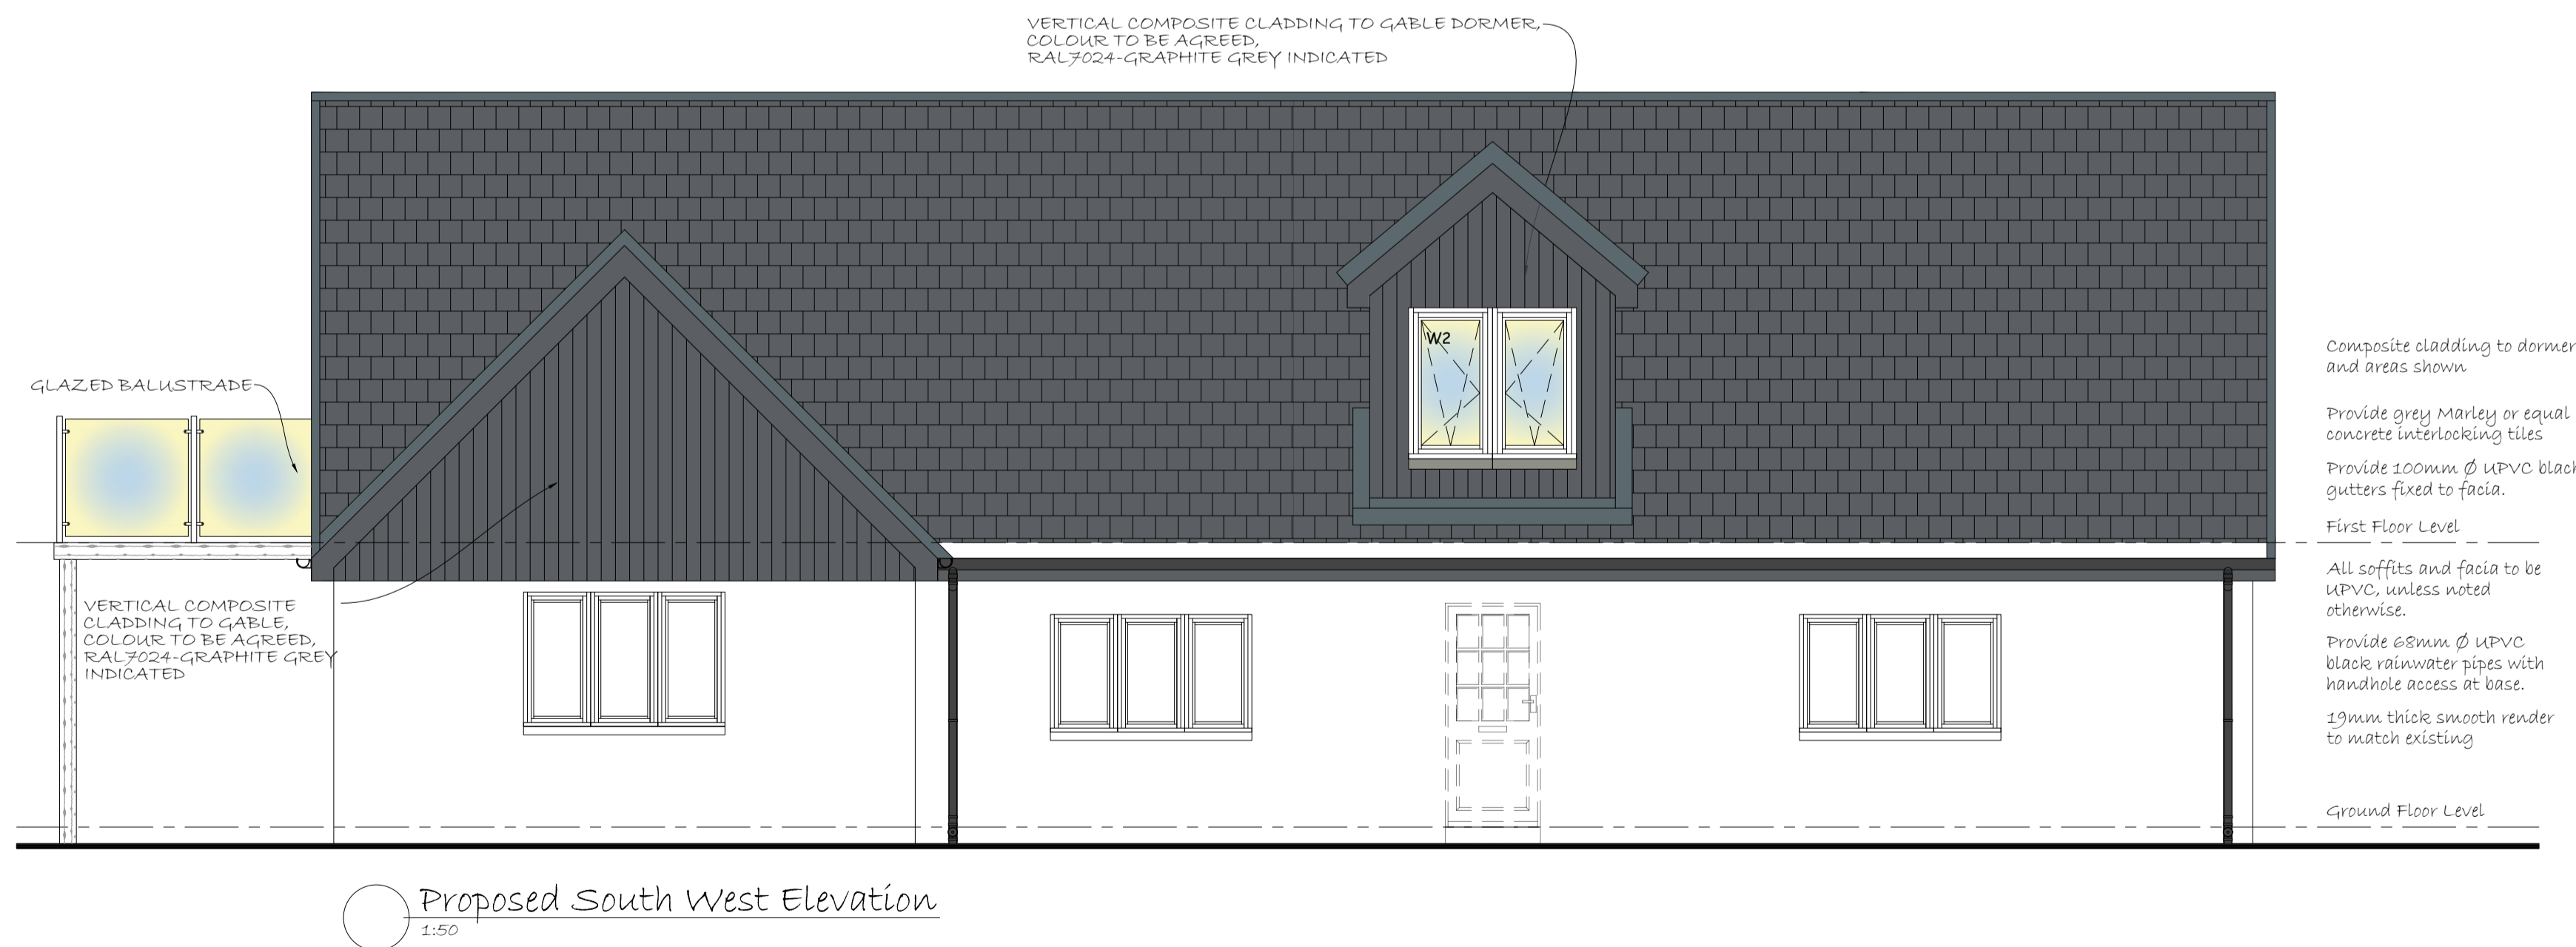 VERTICAL COMPOSITE CLADDING TO GABLE DORMER,
COLOUR TO BE AGREED,
RAL7024-GRAPHITE GREY INDICATED
W2
GLAZED BALUSTRADE
VERTICAL COMPOSITE
CLADDING TO GABLE,
COLOUR TO BE AGREED,
RAL7024-GRAPHITE GREY
INDICATED
Composite cladding to dormer
and areas shown
Provide grey Marley or equal
concrete interlocking tiles
Provide 100mm Ø UPVC black
gutters fixed to facia.
First Floor Level
All soffits and facia to be
UPVC, unless noted
otherwise.
Provide 68mm Ø UPVC
black rainwater pipes with
handhole access at base.
19mm thick smooth render
to match existing
Ground Floor Level
Proposed South West Elevation
1:50